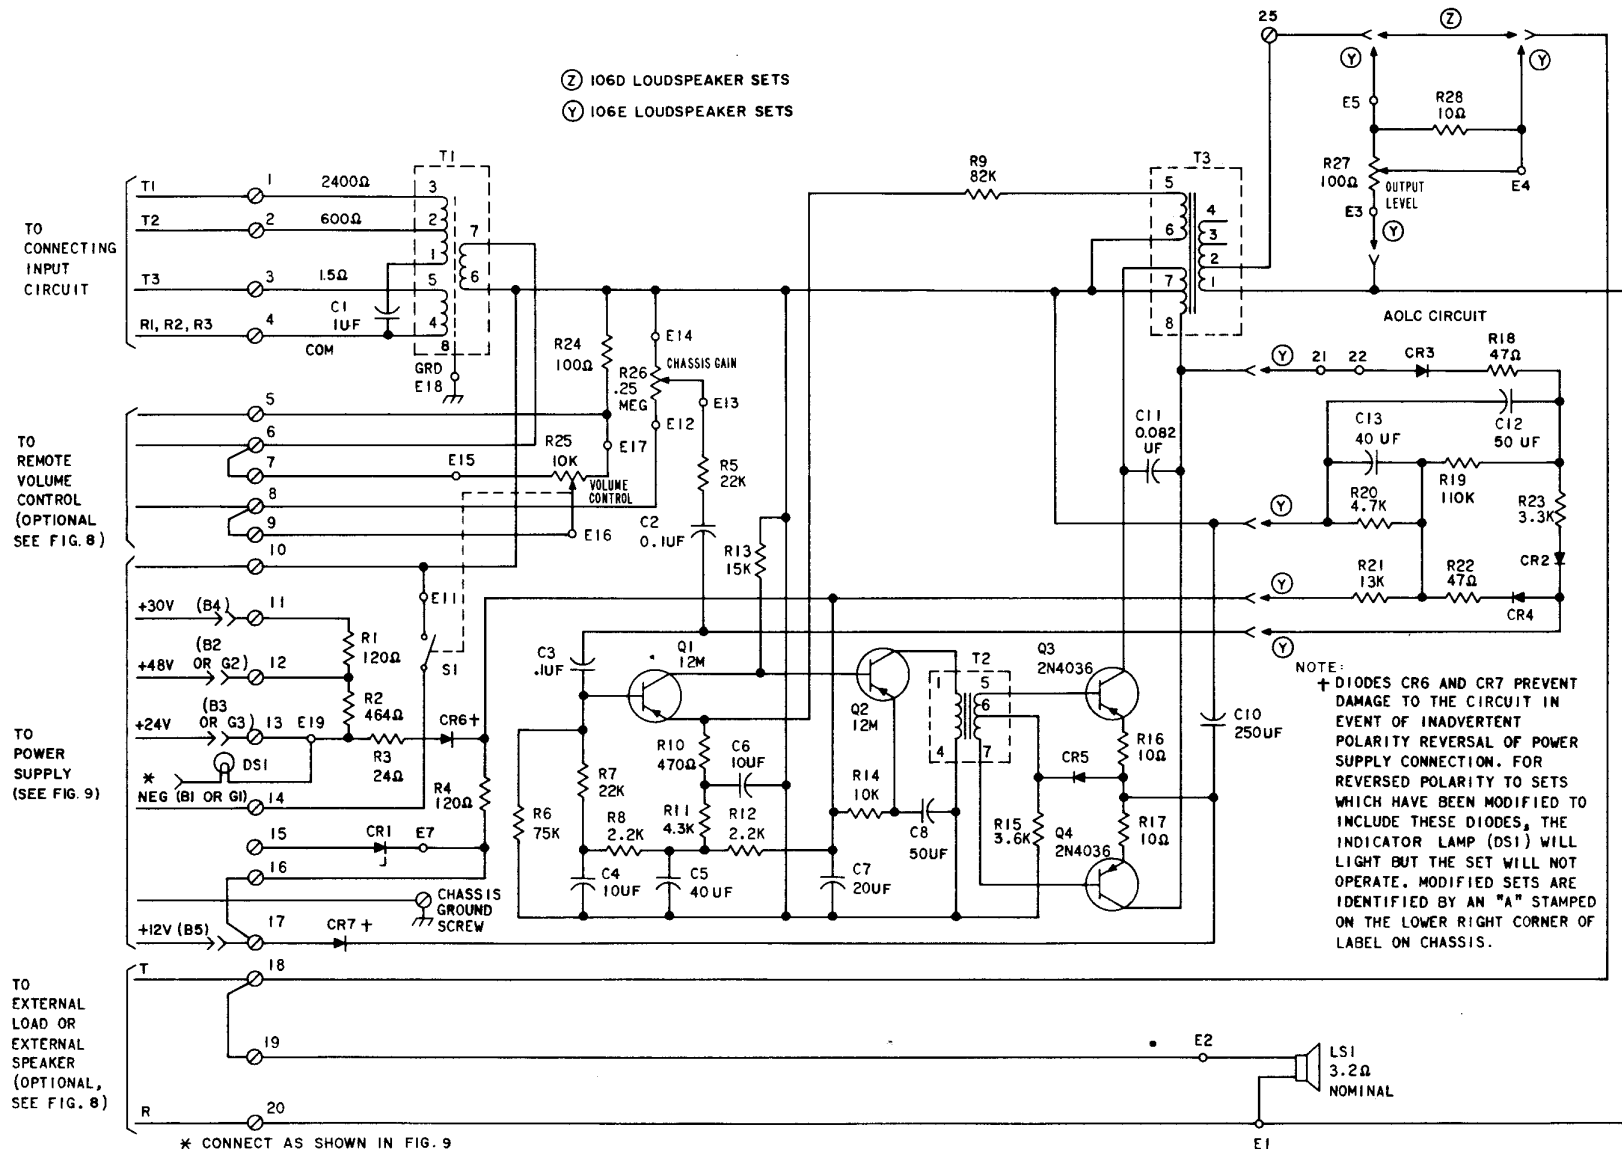 25
Z
Z 106D LOUDSPEAKER SETS
Y 106E LOUDSPEAKER SETS
Y
Y
E5
R28
10Ω
R27
100Ω
OUTPUT
LEVEL
E4
E3
Y
T1
R9
82K
T3
5
6
7
8
4
3
2
1
TO
CONNECTING
INPUT
CIRCUIT
T1
1
2400Ω
3
T2
2
600Ω
2
1
7
6
T3
3
1.5Ω
5
R1, R2, R3
4
COM
C1
1UF
4
8
GRD
E18
R24
100Ω
E14
CHASSIS GAIN
R26
.25
MEG
E13
E12
AOLC CIRCUIT
Y
21
22
CR3
R18
47Ω
C13
40 UF
C12
50 UF
R20
4.7K
R19
110K
R23
3.3K
Y
CR2
R21
13K
R22
47Ω
Y
CR4
Y
TO
REMOTE
VOLUME
CONTROL
(OPTIONAL
SEE FIG. 8)
5
6
7
8
9
E15
R25
10K
E17
VOLUME
CONTROL
E16
R5
22K
C2
0.1UF
R13
15K
C11
0.082
UF
TO
POWER
SUPPLY
(SEE FIG. 9)
10
+30V (B4)
11
+48V (B2
OR G2)
12
+24V (B3
OR G3)
13
E19
DS1
*
NEG (B1 OR G1)
14
15
16
17
+12V (B5)
R1
120Ω
R2
464Ω
R3
24Ω
CR6+
R4
120Ω
E11
S1
CR1
E7
CHASSIS
GROUND
SCREW
CR7 +
C3
.1UF
Q1
12M
R6
75K
R7
22K
R8
2.2K
C4
10UF
R10
470Ω
C6
10UF
R11
4.3K
R12
2.2K
C5
40 UF
C7
20UF
Q2
12M
R14
10K
C8
50UF
T2
1
4
5
6
7
Q3
2N4036
R16
10Ω
CR5
R15
3.6K
Q4
2N4036
R17
10Ω
C10
250UF
NOTE:
+ DIODES CR6 AND CR7 PREVENT
DAMAGE TO THE CIRCUIT IN
EVENT OF INADVERTENT
POLARITY REVERSAL OF POWER
SUPPLY CONNECTION. FOR
REVERSED POLARITY TO SETS
WHICH HAVE BEEN MODIFIED TO
INCLUDE THESE DIODES, THE
INDICATOR LAMP (DS1) WILL
LIGHT BUT THE SET WILL NOT
OPERATE. MODIFIED SETS ARE
IDENTIFIED BY AN "A" STAMPED
ON THE LOWER RIGHT CORNER OF
LABEL ON CHASSIS.
TO
EXTERNAL
LOAD OR
EXTERNAL
SPEAKER
(OPTIONAL,
SEE FIG. 8)
T
18
19
R
20
E2
LS1
3.2Ω
NOMINAL
E1
* CONNECT AS SHOWN IN FIG. 9